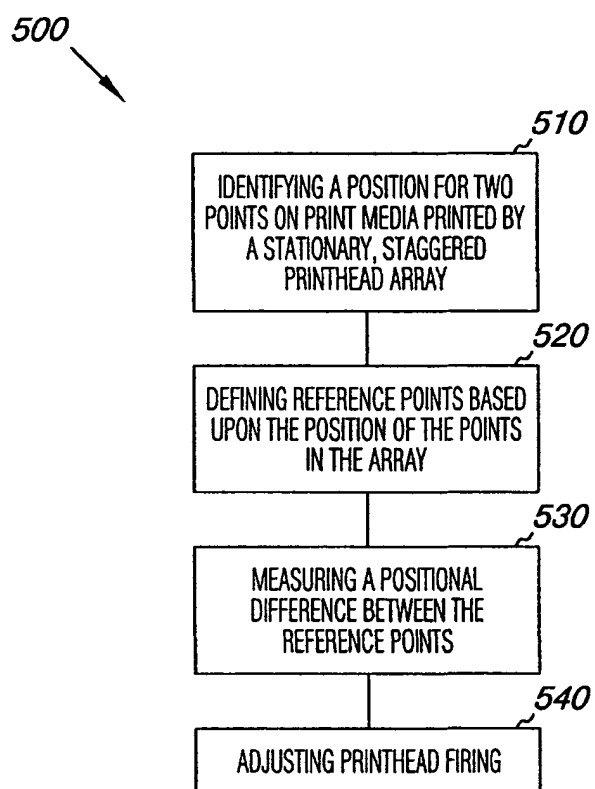 500
510
IDENTIFYING A POSITION FOR TWO
POINTS ON PRINT MEDIA PRINTED BY
A STATIONARY, STAGGERED
PRINTHEAD ARRAY
520
DEFINING REFERENCE POINTS BASED
UPON THE POSITION OF THE POINTS
IN THE ARRAY
530
MEASURING A POSITIONAL
DIFFERENCE BETWEEN THE
REFERENCE POINTS
540
ADJUSTING PRINTHEAD FIRING